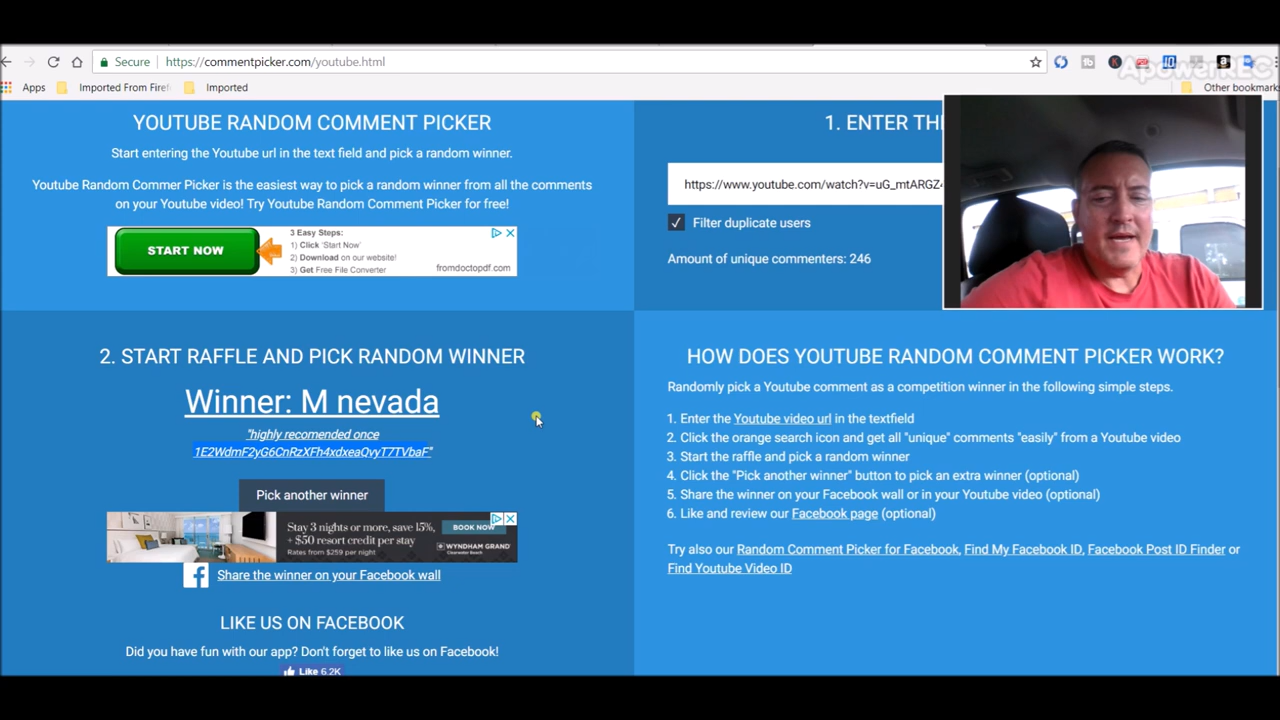 Secure
https://commentpicker.com/youtube.html
ApowerREC
Apps
Imported From Firef
Imported
Other bookmark
YOUTUBE RANDOM COMMENT PICKER
Start entering the Youtube url in the text field and pick a random winner.
Youtube Random Commer Picker is the easiest way to pick a random winner from all the comments
on your Youtube video! Try Youtube Random Comment Picker for free!
START NOW
3 Easy Steps:
1) Click 'Start Now'
2) Download on our website!
3) Get Free File Converter
fromdoctopdf.com
1. ENTER THE
https://www.youtube.com/watch?v=uG_mtARGZ
Filter duplicate users
Amount of unique commenters: 246
2. START RAFFLE AND PICK RANDOM WINNER
Winner: M nevada
"highly recomended once
1E2WdmF2yG6CnRzXFh4xdxeaQvyT7TVbaF"
Pick another winner
Stay 3 nights or more, save 15%,
+ $50 resort credit per stay
Rates from $259 per night
BOOK NOW
WYNDHAM GRAND
Clearwater Beach
Share the winner on your Facebook wall
LIKE US ON FACEBOOK
Did you have fun with our app? Don't forget to like us on Facebook!
Like 6.2K
HOW DOES YOUTUBE RANDOM COMMENT PICKER WORK?
Randomly pick a Youtube comment as a competition winner in the following simple steps.
1. Enter the Youtube video url in the textfield
2. Click the orange search icon and get all "unique" comments "easily" from a Youtube video
3. Start the raffle and pick a random winner
4. Click the "Pick another winner" button to pick an extra winner (optional)
5. Share the winner on your Facebook wall or in your Youtube video (optional)
6. Like and review our Facebook page (optional)
Try also our Random Comment Picker for Facebook, Find My Facebook ID, Facebook Post ID Finder or
Find Youtube Video ID